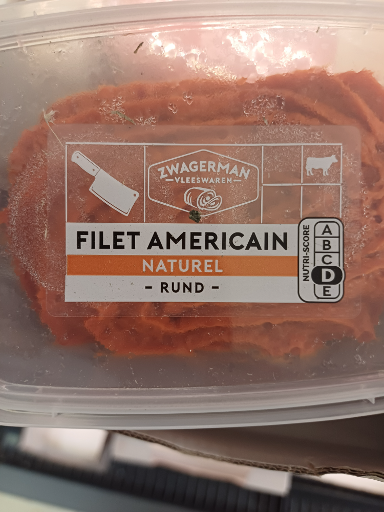 ZWAGERMAN
VLEESWAREN
FILET AMERICAIN
NATUREL
- RUND -
NUTRI-SCORE
A
B
C
D
E